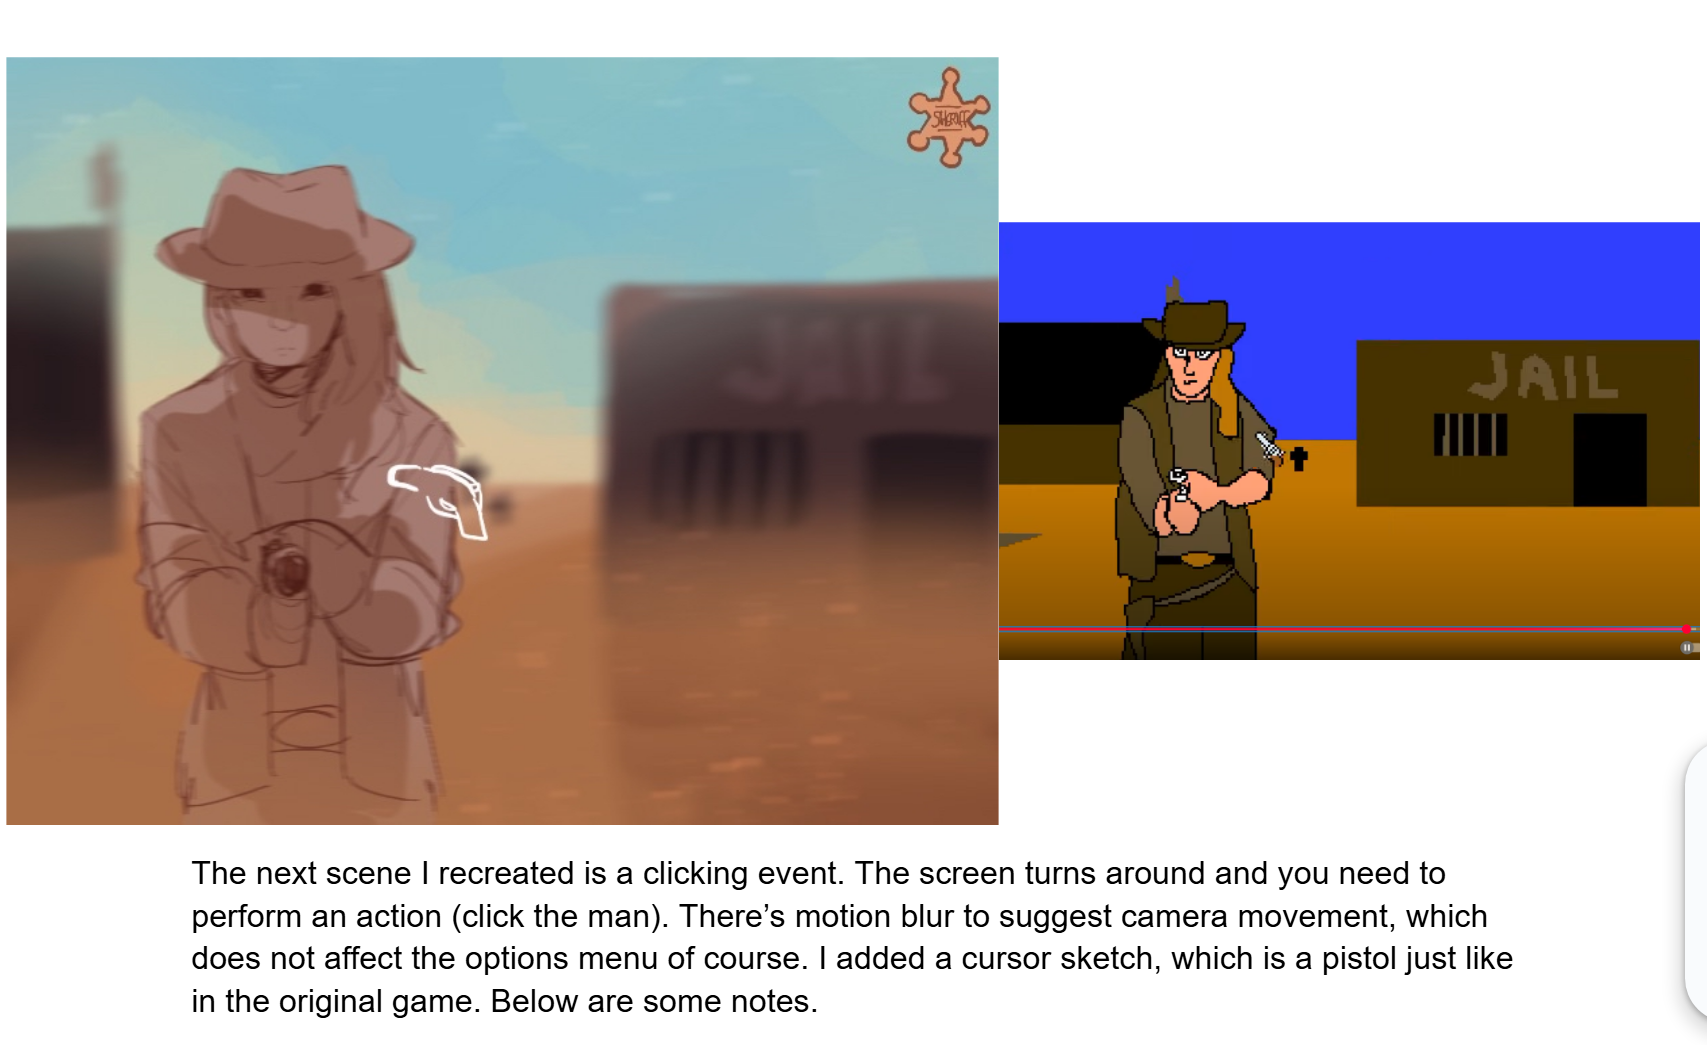 SHERIFF
JAIL
JAIL
The next scene I recreated is a clicking event. The screen turns around and you need to
perform an action (click the man). There’s motion blur to suggest camera movement, which
does not affect the options menu of course. I added a cursor sketch, which is a pistol just like
in the original game. Below are some notes.